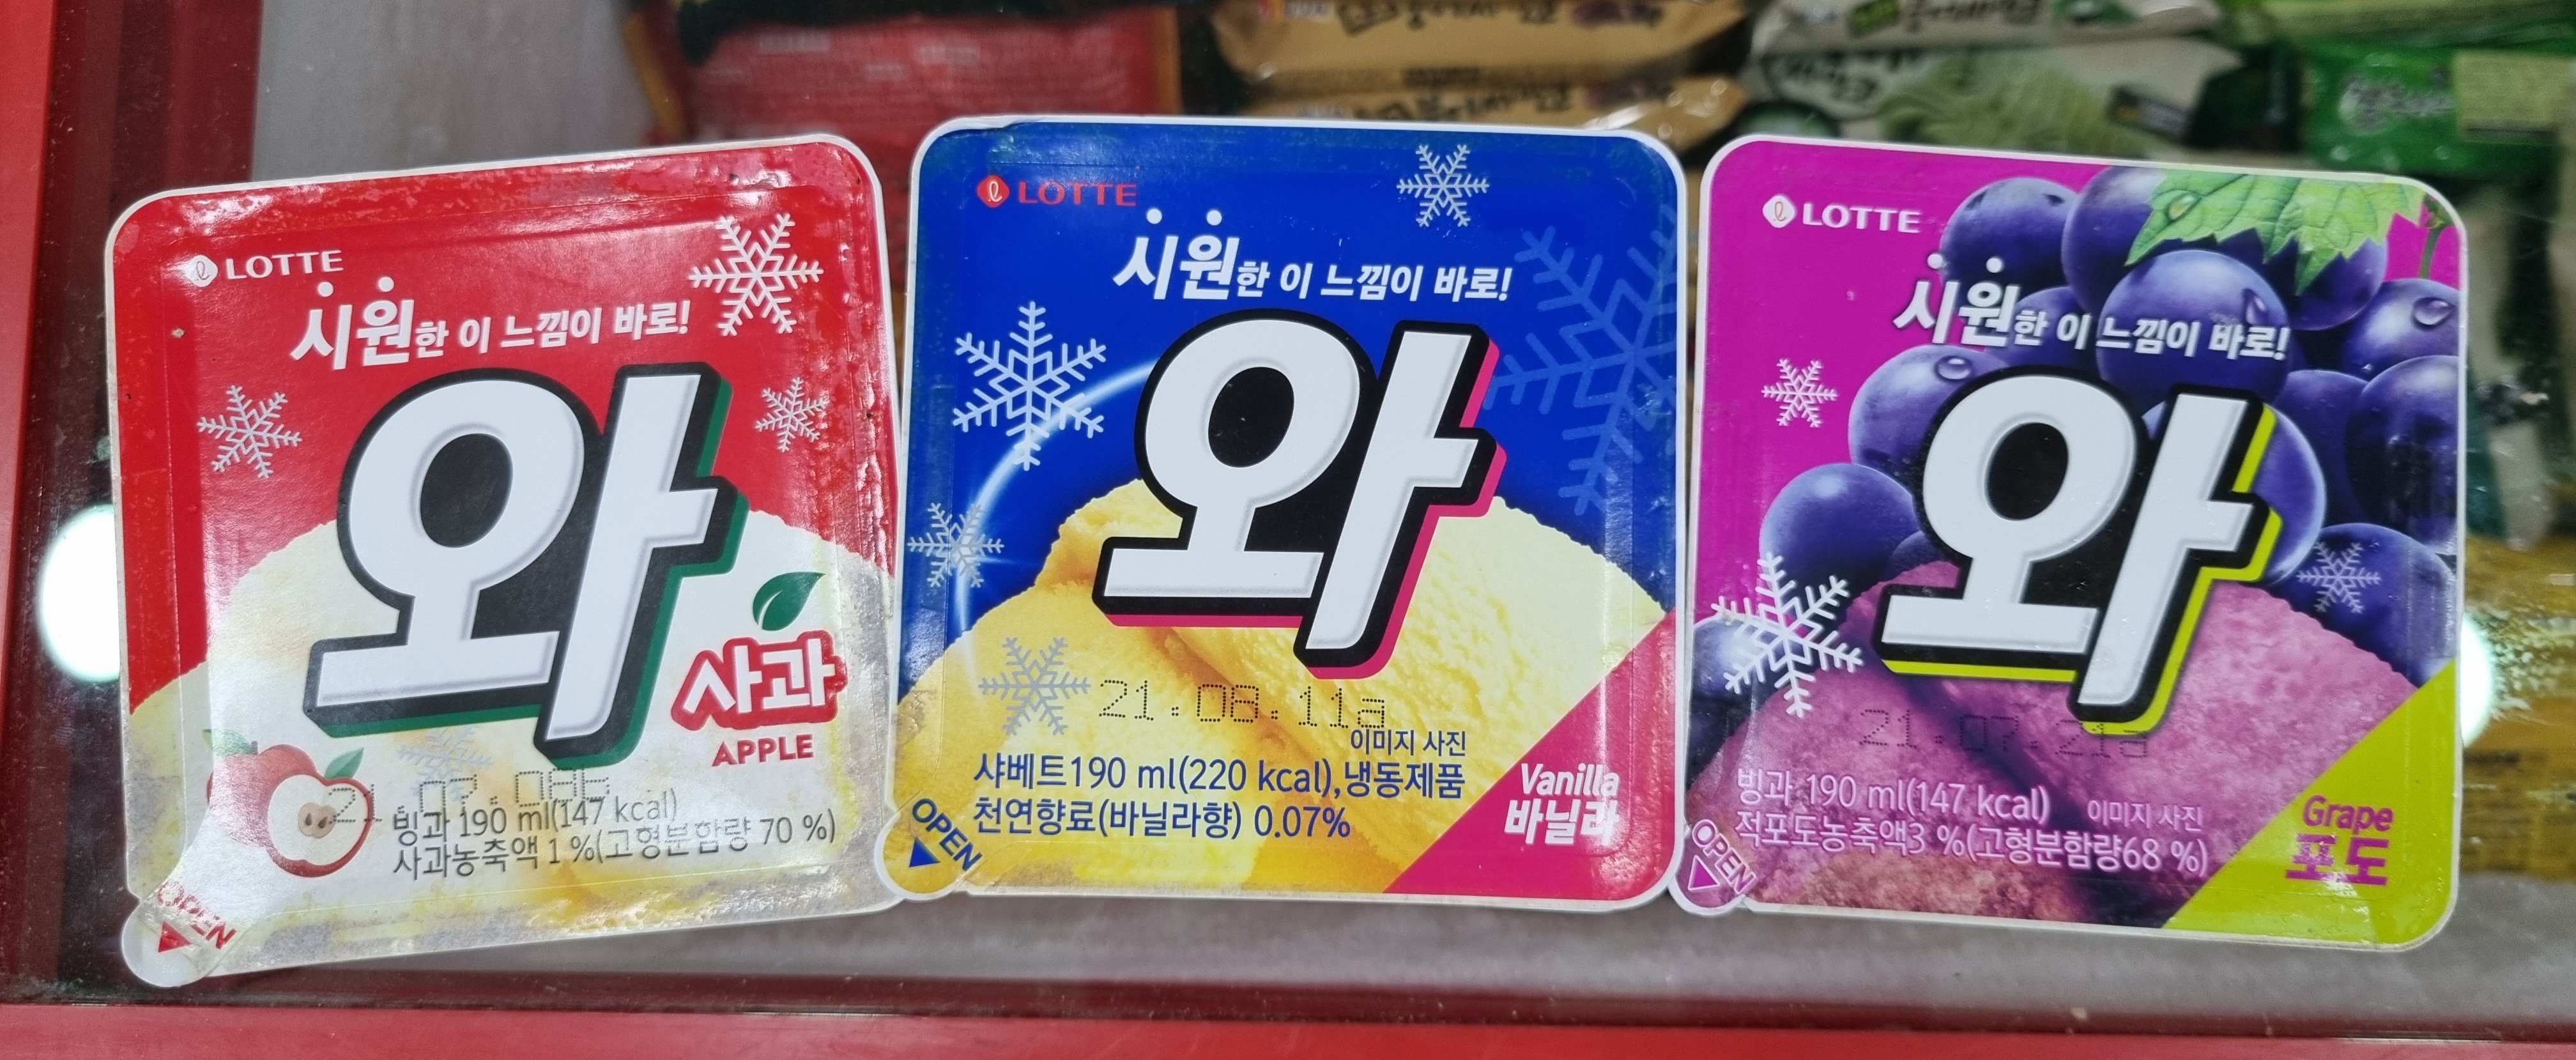 LOTTE
시원한 이 느낌이 바로!
와
사과
APPLE
21.07.08b
빙과 190 ml(147 kcal)
사과농축액 1 %(고형분함량 70 %)
OPEN
LOTTE
시원한 이 느낌이 바로!
와
21.08.11a
이미지 사진
샤베트190 ml(220 kcal),냉동제품
천연향료(바닐라향) 0.07%
Vanilla
바닐라
OPEN
LOTTE
시원한 이 느낌이 바로!
와
21.07.21a
빙과 190 ml(147 kcal) 이미지 사진
적포도농축액3 %(고형분함량68 %)
Grape
포도
OPEN